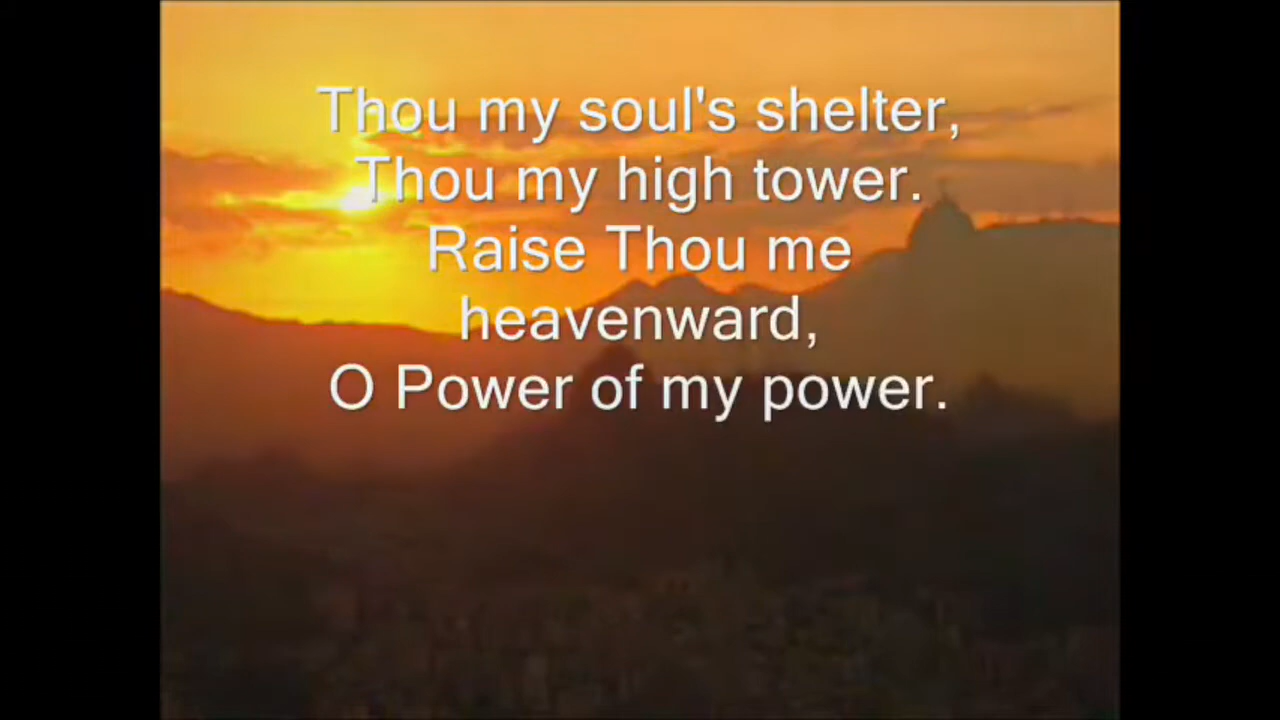 Thou my soul's shelter,
Thou my high tower.
Raise Thou me
heavenward,
O Power of my power.